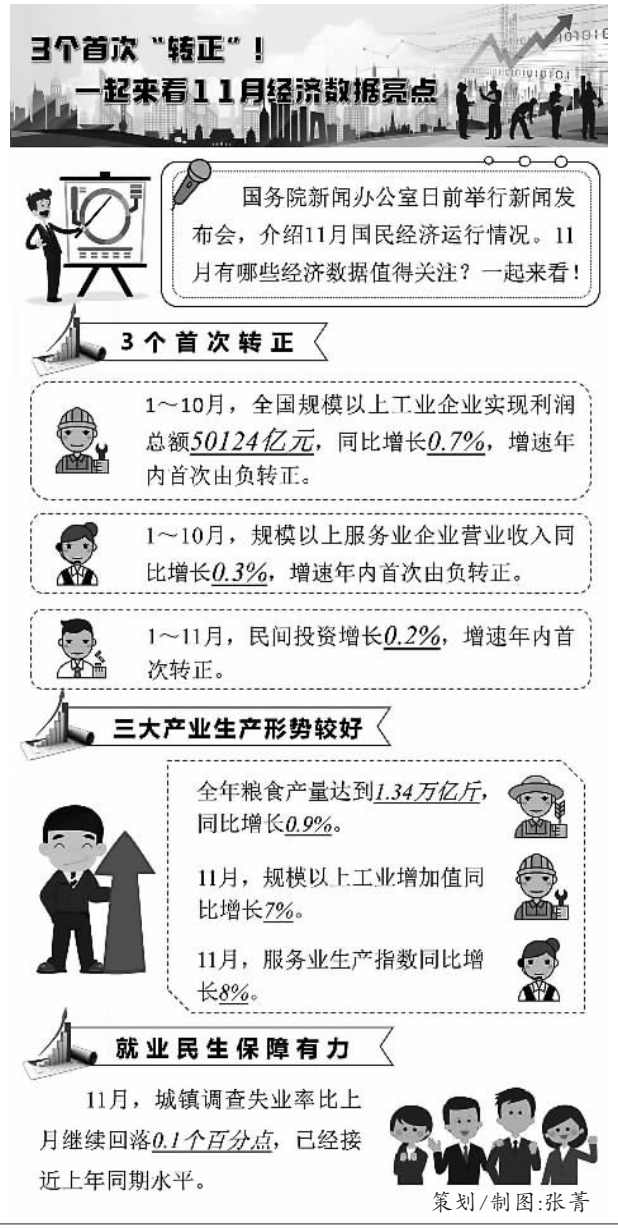 3个首次“转正”！
一起来看11月经济数据亮点
国务院新闻办公室日前举行新闻发
布会，介绍11月国民经济运行情况。11
月有哪些经济数据值得关注？一起来看！
3个首次转正
1～10月，全国规模以上工业企业实现利润
总额50124亿元，同比增长0.7%，增速年
内首次由负转正。
1～10月，规模以上服务业企业营业收入同
比增长0.3%，增速年内首次由负转正。
1～11月，民间投资增长0.2%，增速年内首
次转正。
三大产业生产形势较好
全年粮食产量达到1.34万亿斤，
同比增长0.9%。
11月，规模以上工业增加值同
比增长7%。
11月，服务业生产指数同比增
长8%。
就业民生保障有力
11月，城镇调查失业率比上
月继续回落0.1个百分点，已经接
近上年同期水平。
策划/制图:张菁